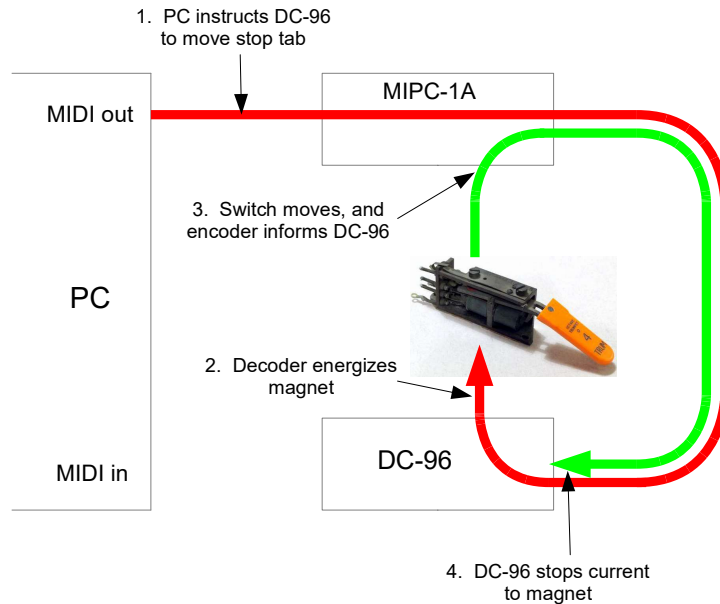 1. PC instructs DC-96
to move stop tab
MIPC-1A
MIDI out
3. Switch moves, and
encoder informs DC-96
PC
4
2. Decoder energizes
magnet
DC-96
MIDI in
4. DC-96 stops current
to magnet